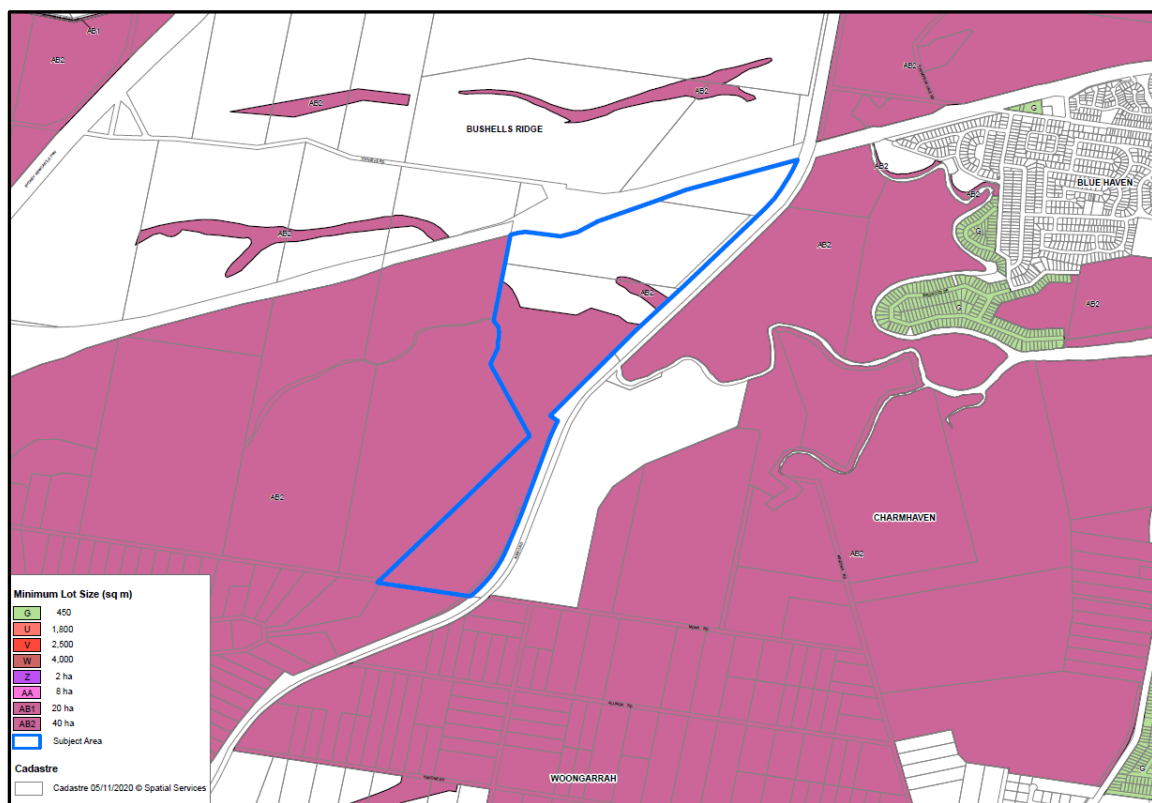 AB1
AB2
AB2
AB2
AB2
G
BUSHELLS RIDGE
BLUE HAVEN
AB2
AB2
AB2
G
AB2
AB2
AB2
G
AB2
AB2
CHARMHAVEN
AB2
WOONGARRAH
G
Minimum Lot Size (sq m)
G 450
U 1,800
V 2,500
W 4,000
Z 2 ha
AA 8 ha
AB1 20 ha
AB2 40 ha
Subject Area
Cadastre
Cadastre 05/11/2020 © Spatial Services